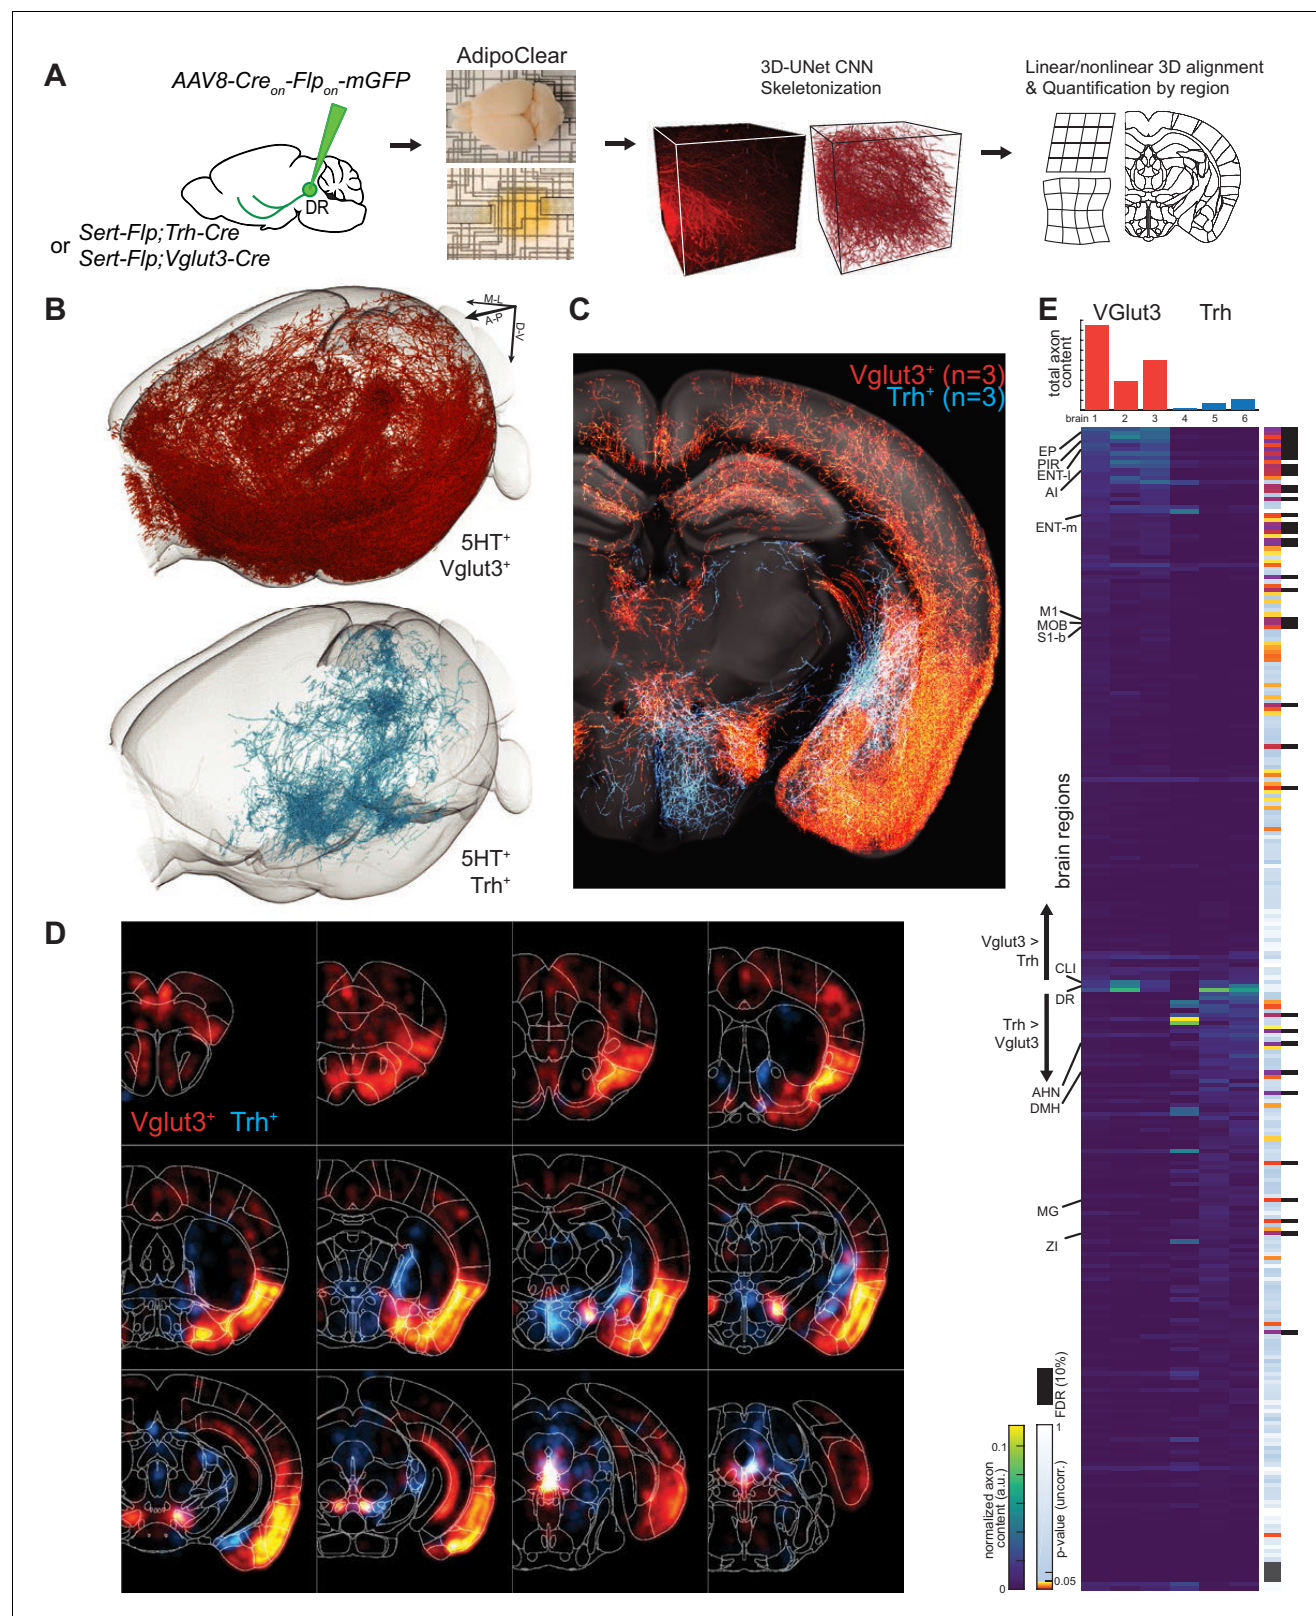 A
AAV8-Cre_on-Flp_on-mGFP
DR
or Sert-Flp;Trh-Cre
Sert-Flp;Vglut3-Cre
AdipoClear
3D-UNet CNN
Skeletonization
Linear/nonlinear 3D alignment
& Quantification by region
B
M-L
A-P
D-V
5HT⁺
Vglut3⁺
5HT⁺
Trh⁺
C
Vglut3⁺ (n=3)
Trh⁺ (n=3)
D
Vglut3⁺ Trh⁺
E
VGlut3 Trh
total axon
content
brain 1 2 3 4 5 6
EP
PIR
ENT-l
AI
ENT-m
M1
MOB
S1-b
brain regions
Vglut3 >
Trh
CLI
DR
Trh >
Vglut3
AHN
DMH
MG
ZI
FDR (10%)
normalized axon
content (a.u.)
0.1
0
p-value (uncorr.)
1
0.05